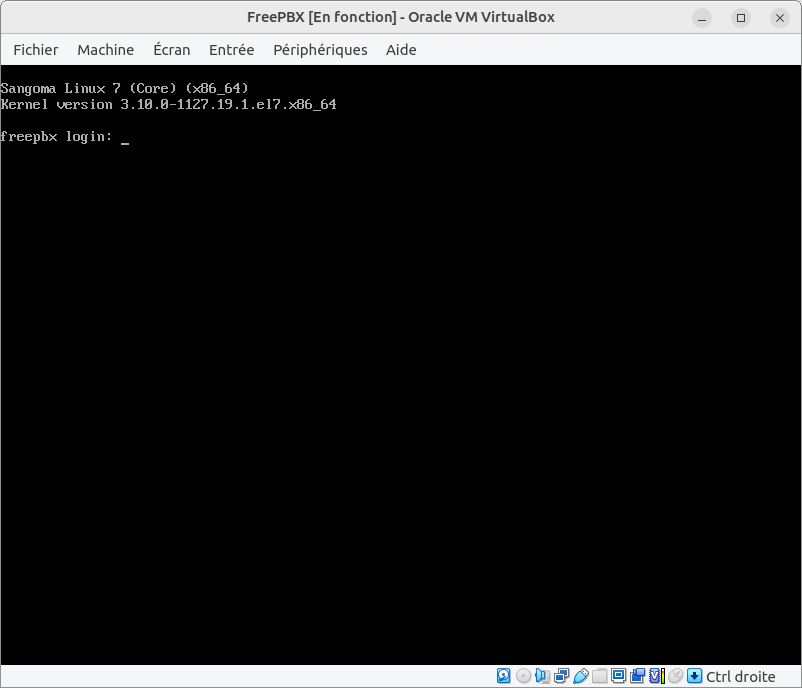 FreePBX [En fonction] - Oracle VM VirtualBox
Fichier Machine Écran Entrée Périphériques Aide
Sangoma Linux 7 (Core) (x86_64)
Kernel version 3.10.0-1127.19.1.el7.x86_64
freepbx login: _
Ctrl droite